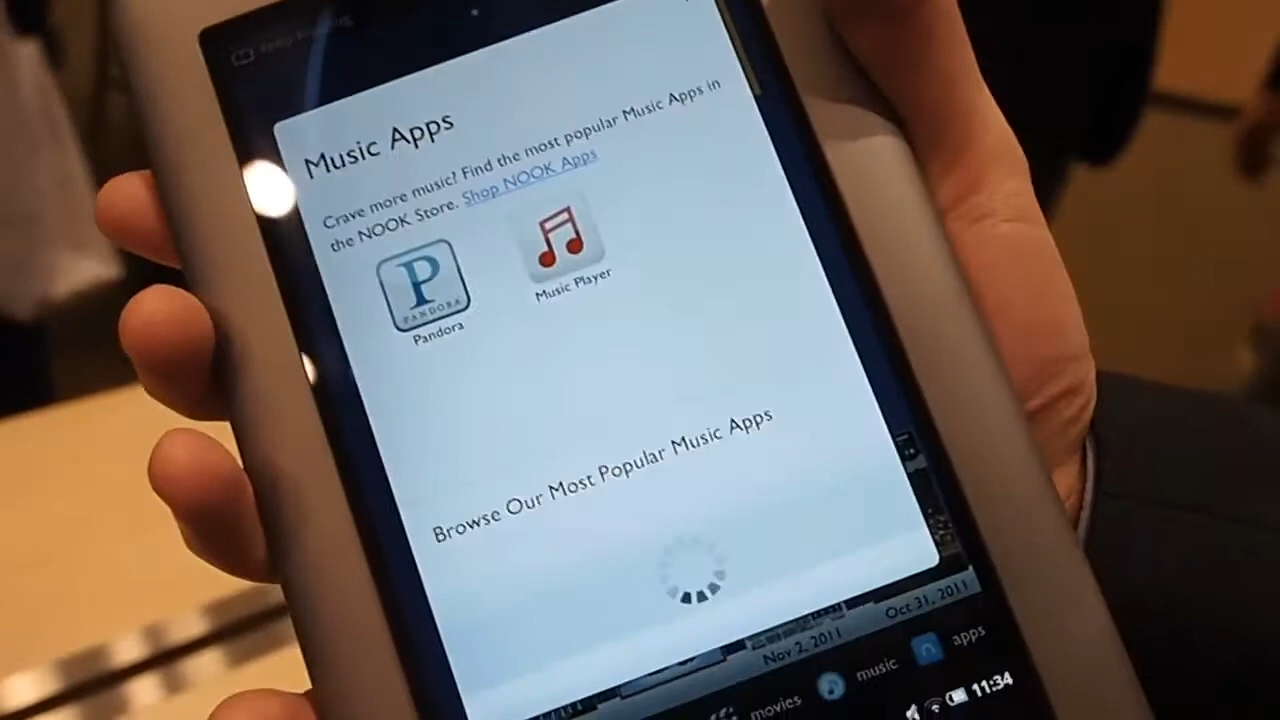 Music Apps
Crave more music? Find the most popular Music Apps in
the NOOK Store. Shop NOOK Apps
P
PANDORA
Pandora
Music Player
Browse Our Most Popular Music Apps
Nov 2, 2011
Oct 31, 2011
movies
music
apps
11:34